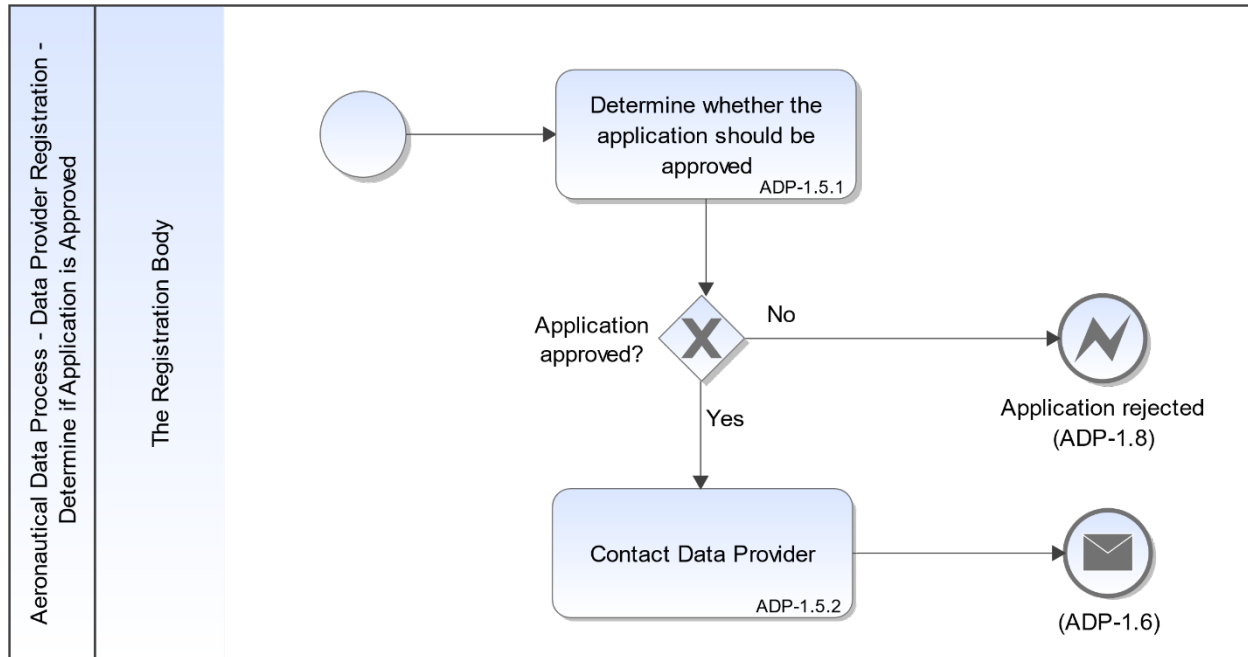 Aeronautical Data Process - Data Provider Registration -
Determine if Application is Approved
The Registration Body
Determine whether the
application should be
approved
ADP-1.5.1
Application
approved?
No
Application rejected
(ADP-1.8)
Yes
Contact Data Provider
ADP-1.5.2
(ADP-1.6)